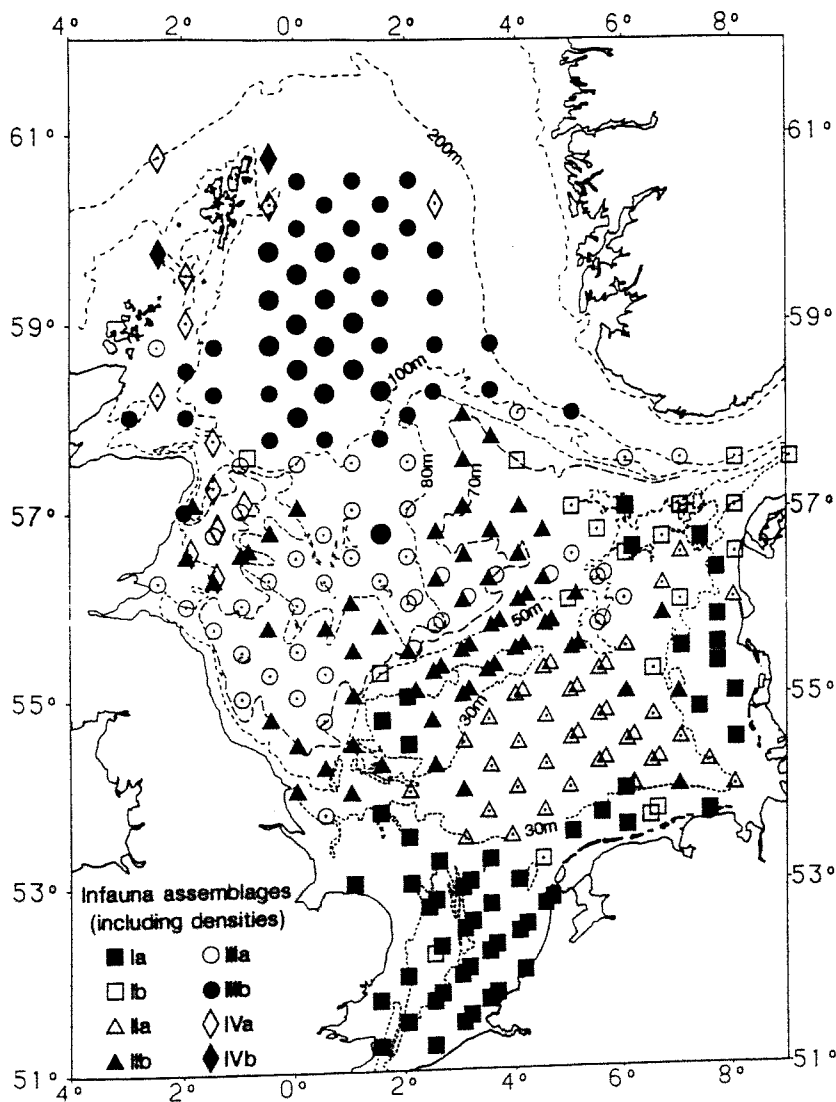 4° 2° 0° 2° 4° 6° 8°
61° 61°
200m
59° 59°
100m
80m
70m
57° 57°
50m
55° 55°
30m
30m
53° 53°
Infauna assemblages
(including densities)
Ia IIIa
Ib IIIb
IIa IVa
IIb IVb
51° 51°
4° 2° 0° 2° 4° 6° 8°